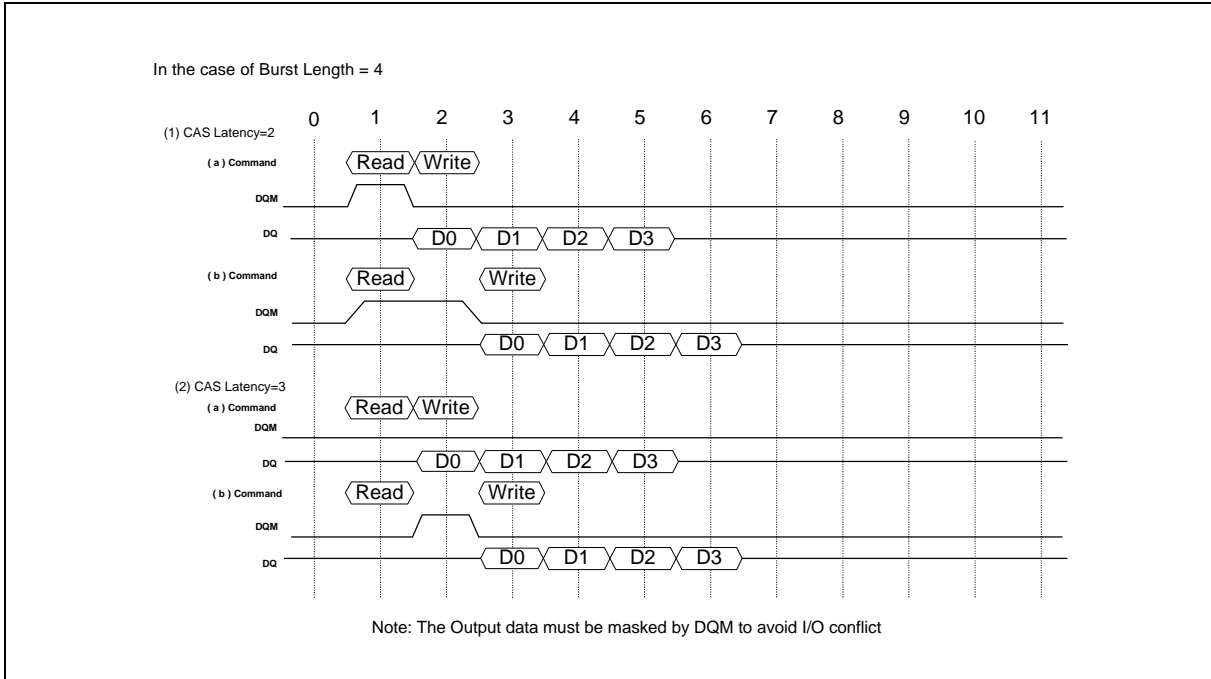 In the case of Burst Length = 4
0 1 2 3 4 5 6 7 8 9 10 11
(1) CAS Latency=2
( a ) Command Read Write
DQM
DQ D0 D1 D2 D3
( b ) Command Read Write
DQM
DQ D0 D1 D2 D3
(2) CAS Latency=3
( a ) Command Read Write
DQM
DQ D0 D1 D2 D3
( b ) Command Read Write
DQM
DQ D0 D1 D2 D3
Note: The Output data must be masked by DQM to avoid I/O conflict